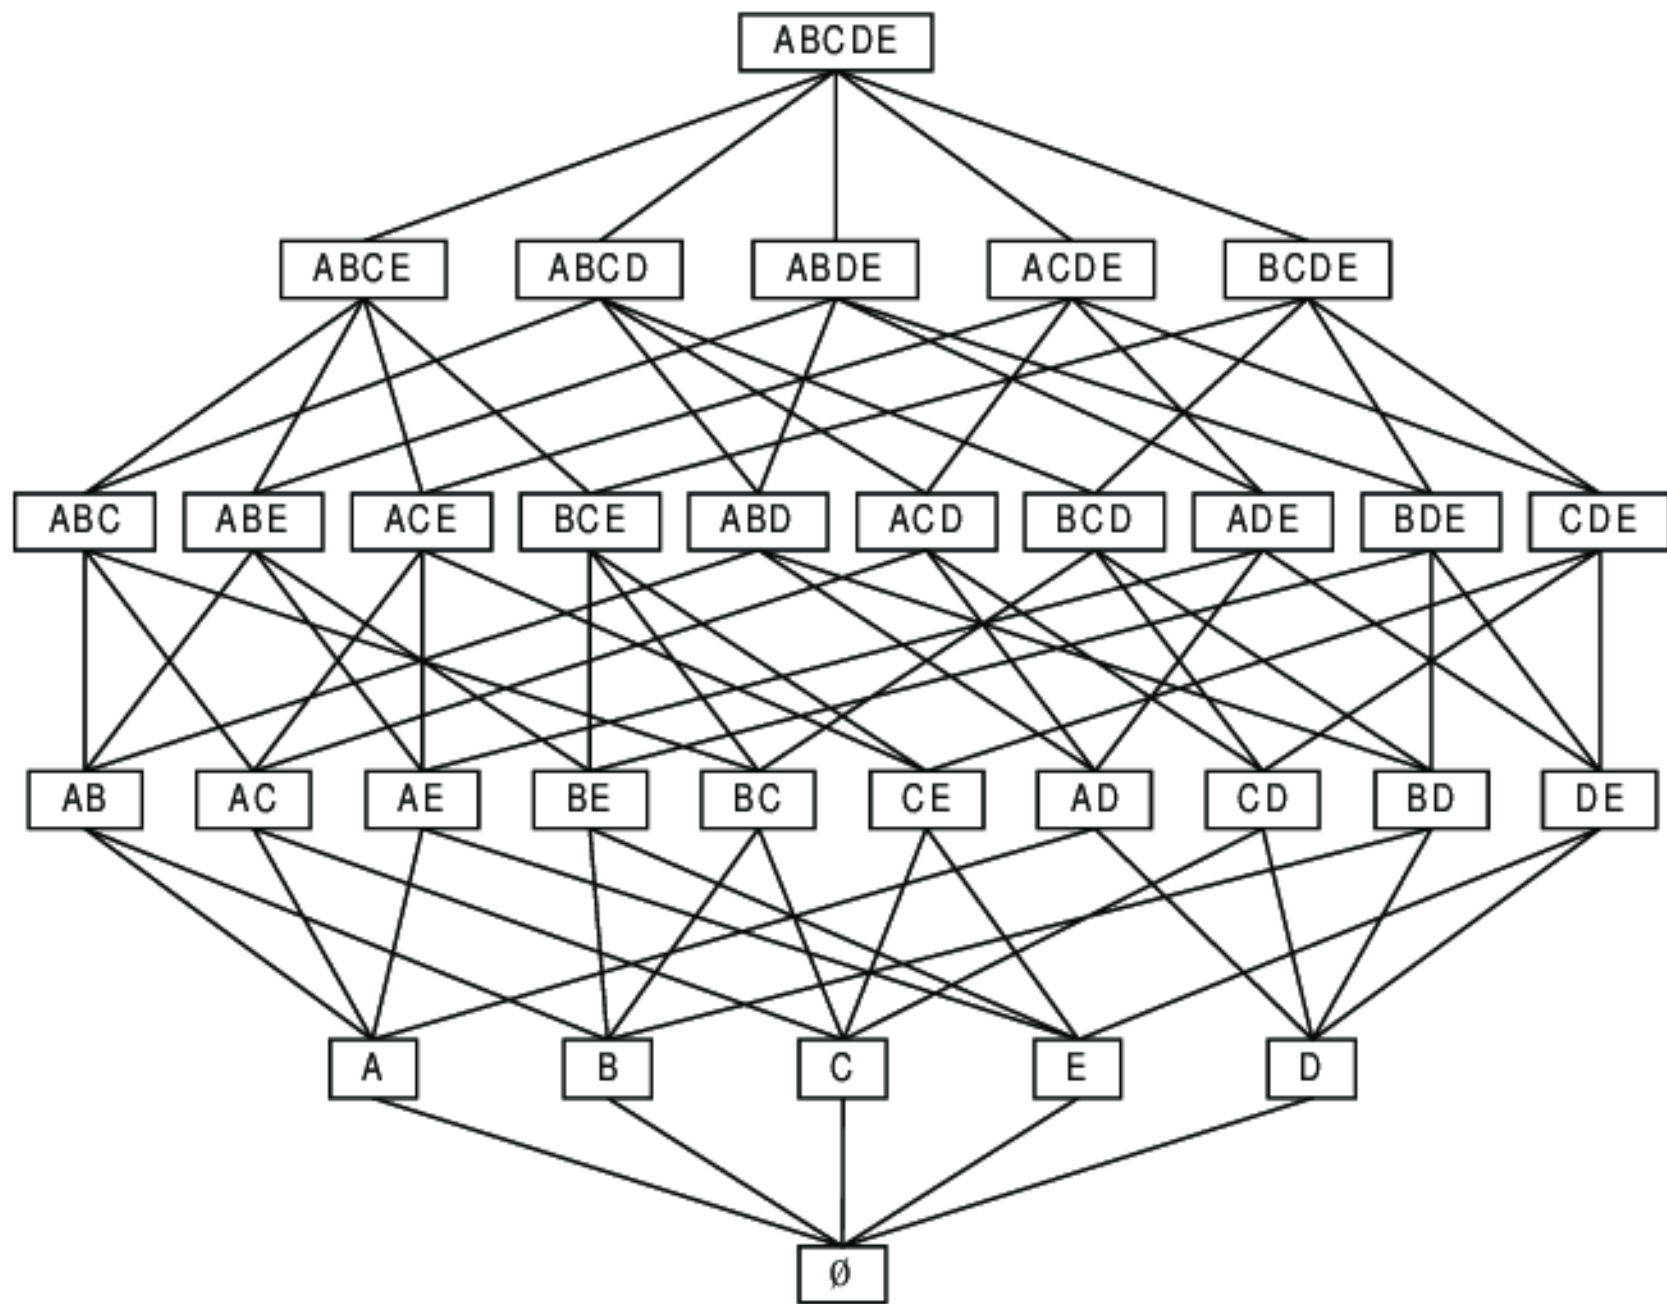 ABCDE
ABCE ABCD ABDE ACDE BCDE
ABC ABE ACE BCE ABD ACD BCD ADE BDE CDE
AB AC AE BE BC CE AD CD BD DE
A B C E D
Ø